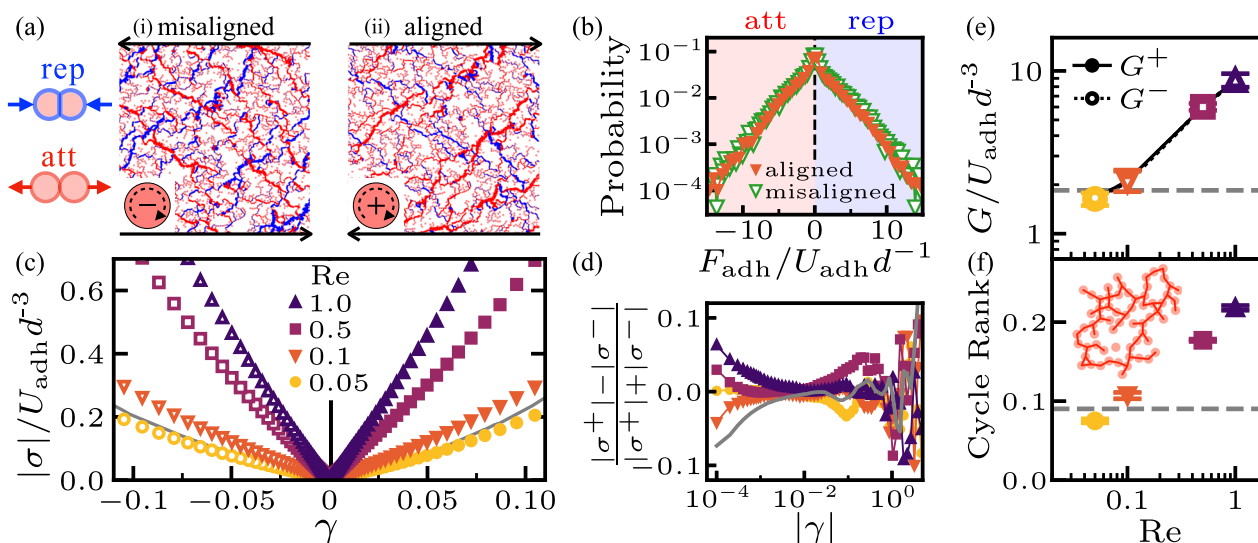 (a)
(i) misaligned
(ii) aligned
rep
att
−
+
(b)
att
rep
Probability
10⁻¹
10⁻²
10⁻³
10⁻⁴
aligned
misaligned
−10 0 10
F_adh/U_adh d⁻¹
(c)
|σ|/U_adh d⁻³
0.6
0.4
0.2
0.0
Re
1.0
0.5
0.1
0.05
−0.1 −0.05 0 0.05 0.10
γ
(d)
|σ⁺|−|σ⁻|
|σ⁺|+|σ⁻|
0.1
0.0
−0.1
10⁻⁴ 10⁻² 10⁰
|γ|
(e)
G/U_adh d⁻³
10
1
G⁺
G⁻
(f)
Cycle Rank
0.2
0.1
0.0
0.1 1
Re